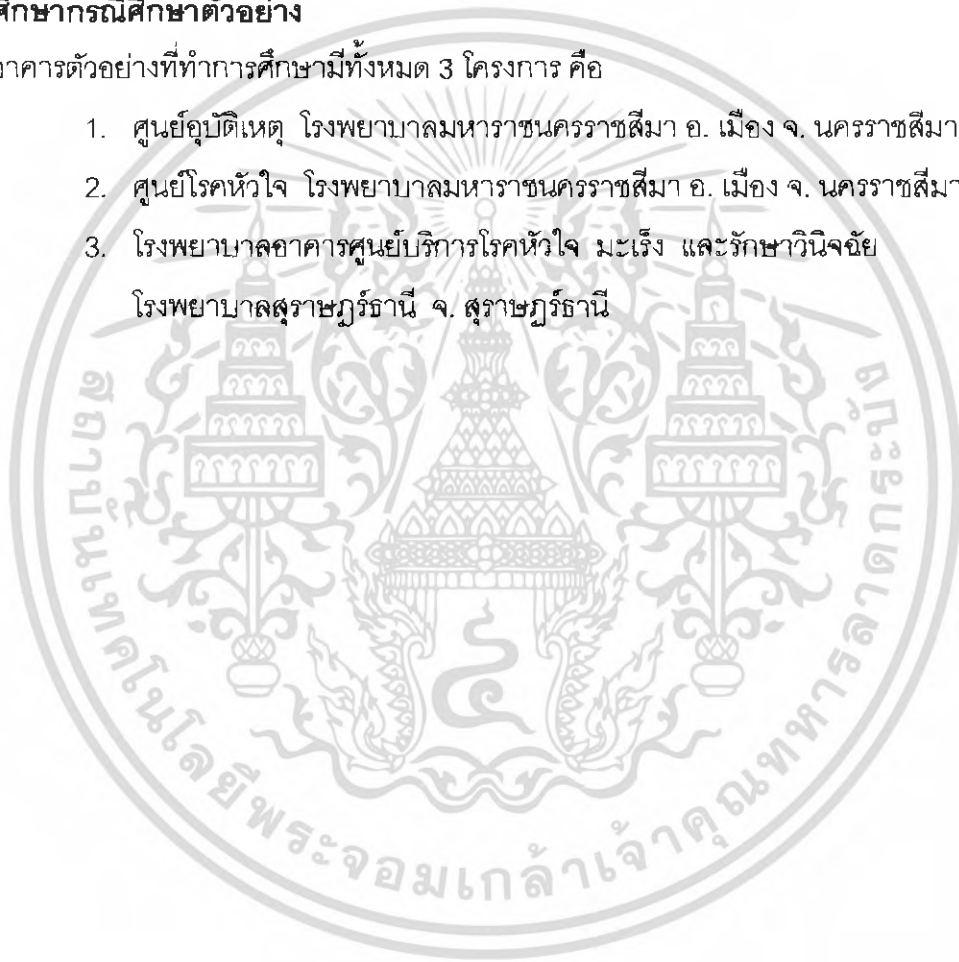 ศึกษากรณีศึกษาตัวอย่าง
อาคารตัวอย่างที่ทำการศึกษามีทั้งหมด 3 โครงการ คือ
1. ศูนย์อุบัติเหตุ โรงพยาบาลมหาราชนครราชสีมา อ. เมือง จ. นครราชสีมา
2. ศูนย์โรคหัวใจ โรงพยาบาลมหาราชนครราชสีมา อ. เมือง จ. นครราชสีมา
3. โรงพยาบาลอาคารศูนย์บริการโรคหัวใจ มะเร็ง และรักษาวินิจฉัย
โรงพยาบาลสุราษฎร์ธานี จ. สุราษฎร์ธานี
สถาบันเทคโนโลยีพระจอมเกล้าเจ้าคุณทหารลาดกระบัง